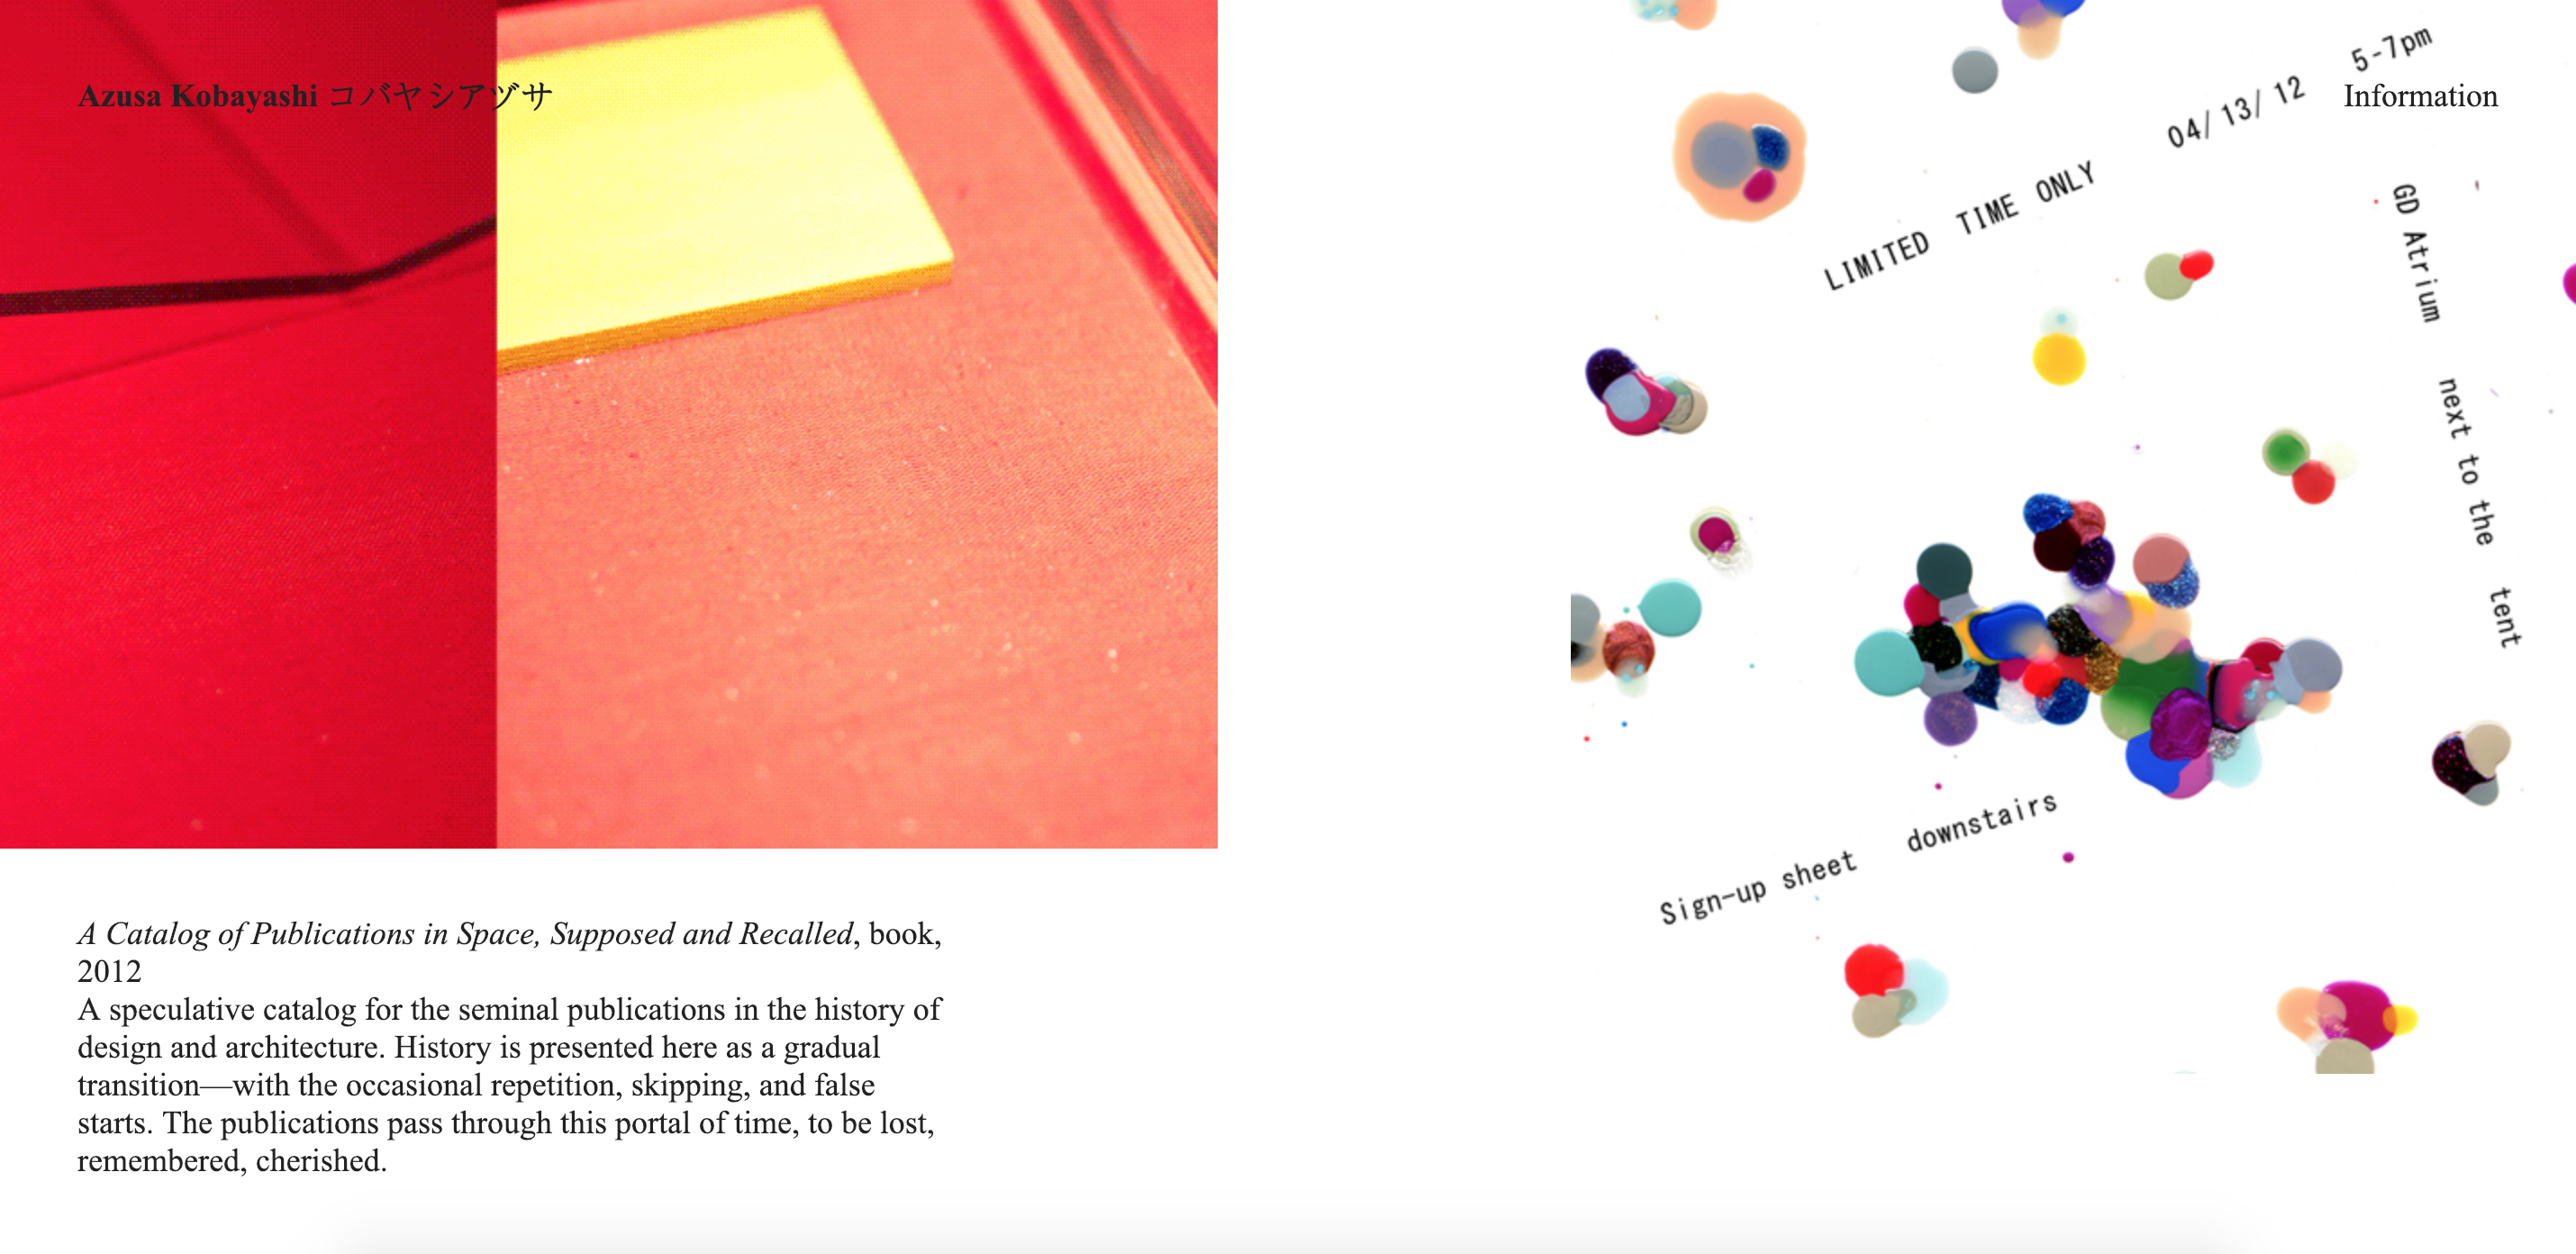 Azusa Kobayashi コバヤシアヅサ
Information
5-7pm
04/ 13/ 12
LIMITED TIME ONLY
GD Atrium next to the tent
Sign-up sheet downstairs
A Catalog of Publications in Space, Supposed and Recalled, book,
2012
A speculative catalog for the seminal publications in the history of
design and architecture. History is presented here as a gradual
transition—with the occasional repetition, skipping, and false
starts. The publications pass through this portal of time, to be lost,
remembered, cherished.